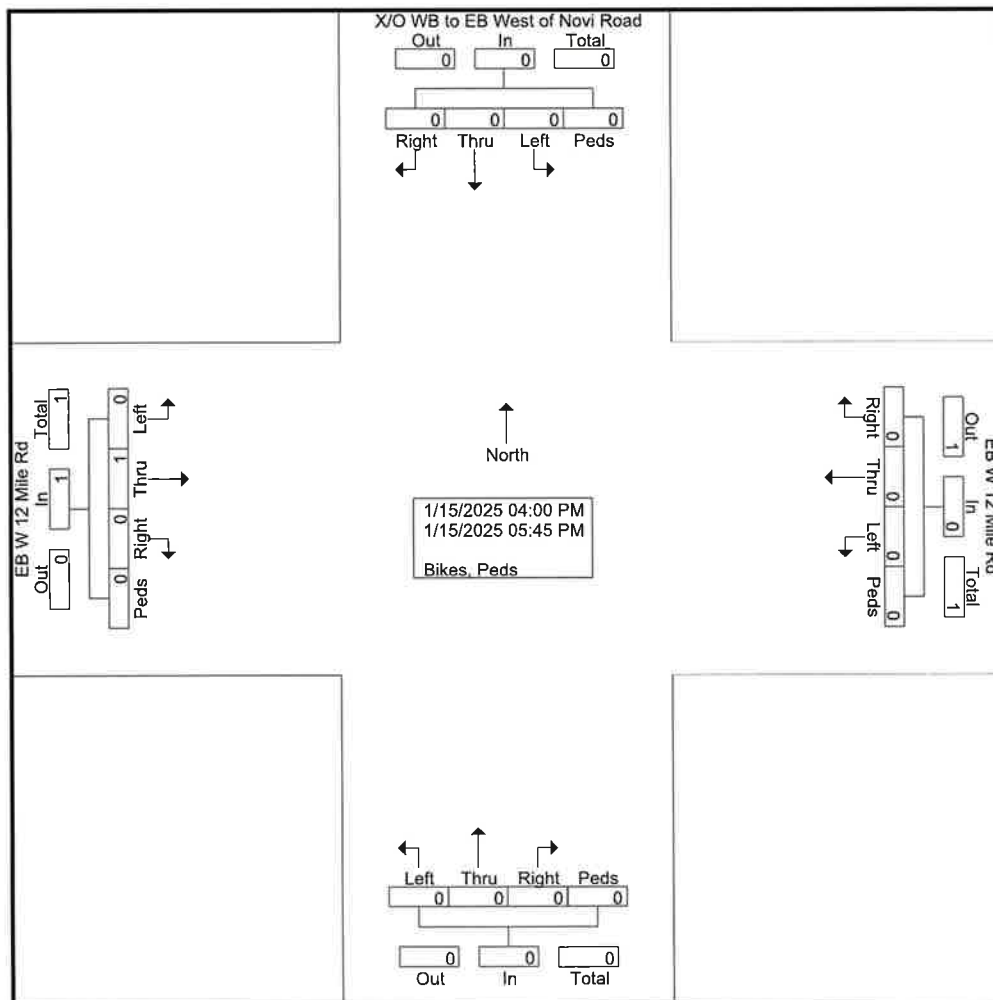 X/O WB to EB West of Novi Road
Out In Total
0 0 0
0 0 0 0
Right Thru Left Peds
EB W 12 Mile Rd
Out In Total
0 1 1
0 1 0 0
Left Thru Right Peds
North
1/15/2025 04:00 PM
1/15/2025 05:45 PM
Bikes, Peds
Right Thru Left Peds
0 0 0 0
Out In Total
1 0 1
EB W 12 Mile Rd
Left Thru Right Peds
0 0 0 0
0 0 0
Out In Total